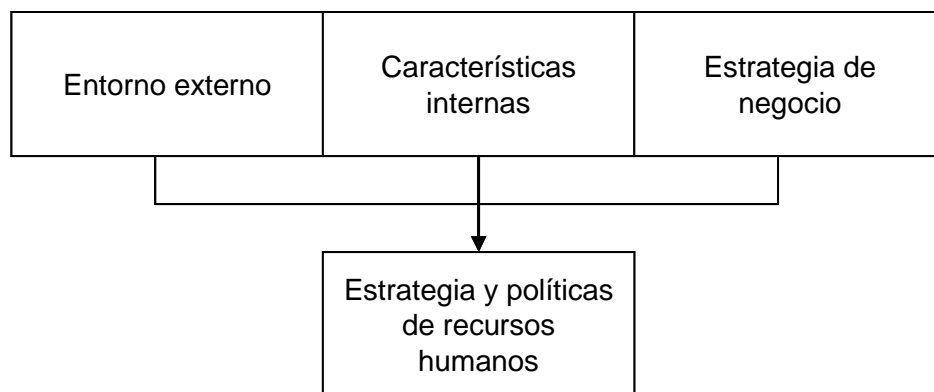 Entorno externo
Características
internas
Estrategia de
negocio
Estrategia y políticas
de recursos
humanos